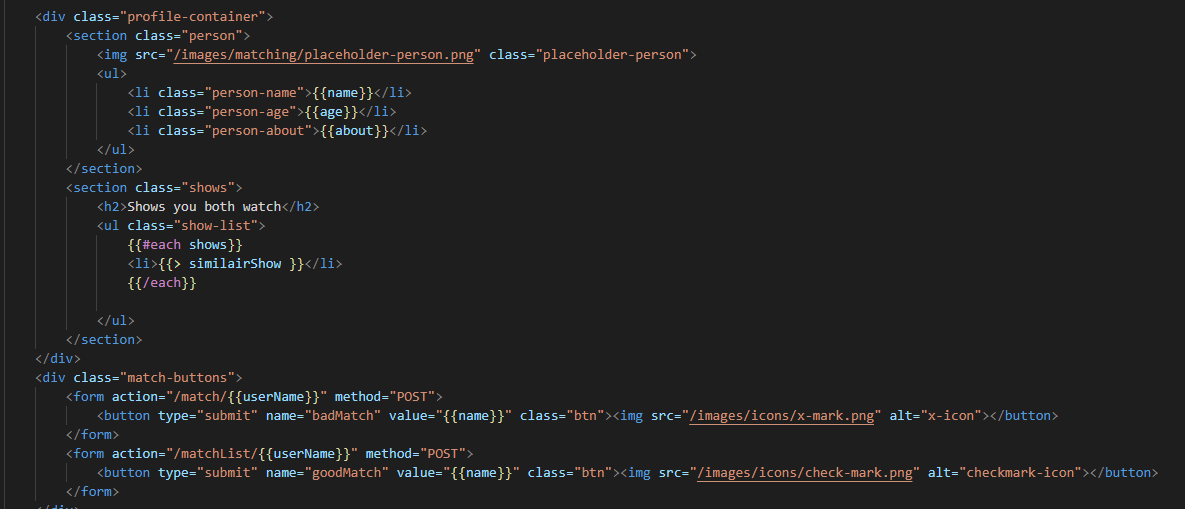 <div class="profile-container">
<section class="person">
<img src="/images/matching/placeholder-person.png" class="placeholder-person">
<ul>
<li class="person-name">{{name}}</li>
<li class="person-age">{{age}}</li>
<li class="person-about">{{about}}</li>
</ul>
</section>
<section class="shows">
<h2>Shows you both watch</h2>
<ul class="show-list">
{{#each shows}}
<li>{{> similairShow }}</li>
{{/each}}
</ul>
</section>
</div>
<div class="match-buttons">
<form action="/match/{{userName}}" method="POST">
<button type="submit" name="badMatch" value="{{name}}" class="btn"><img src="/images/icons/x-mark.png" alt="x-icon"></button>
</form>
<form action="/matchList/{{userName}}" method="POST">
<button type="submit" name="goodMatch" value="{{name}}" class="btn"><img src="/images/icons/check-mark.png" alt="checkmark-icon"></button>
</form>
</div>